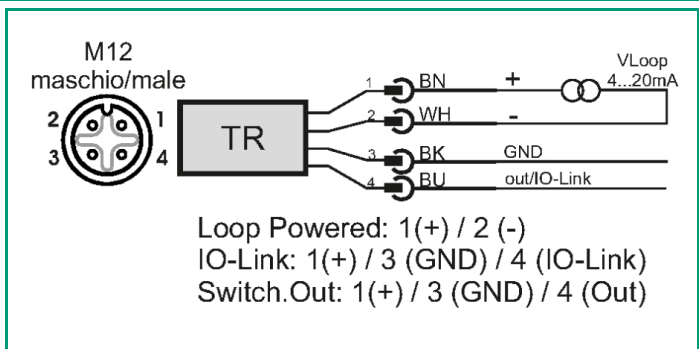 M12
maschio/male
2 1
3 4
TR
1 BN +
2 WH -
3 BK GND
4 BU out/IO-Link
VLoop
4...20mA
Loop Powered: 1(+) / 2 (-)
IO-Link: 1(+) / 3 (GND) / 4 (IO-Link)
Switch.Out: 1(+) / 3 (GND) / 4 (Out)